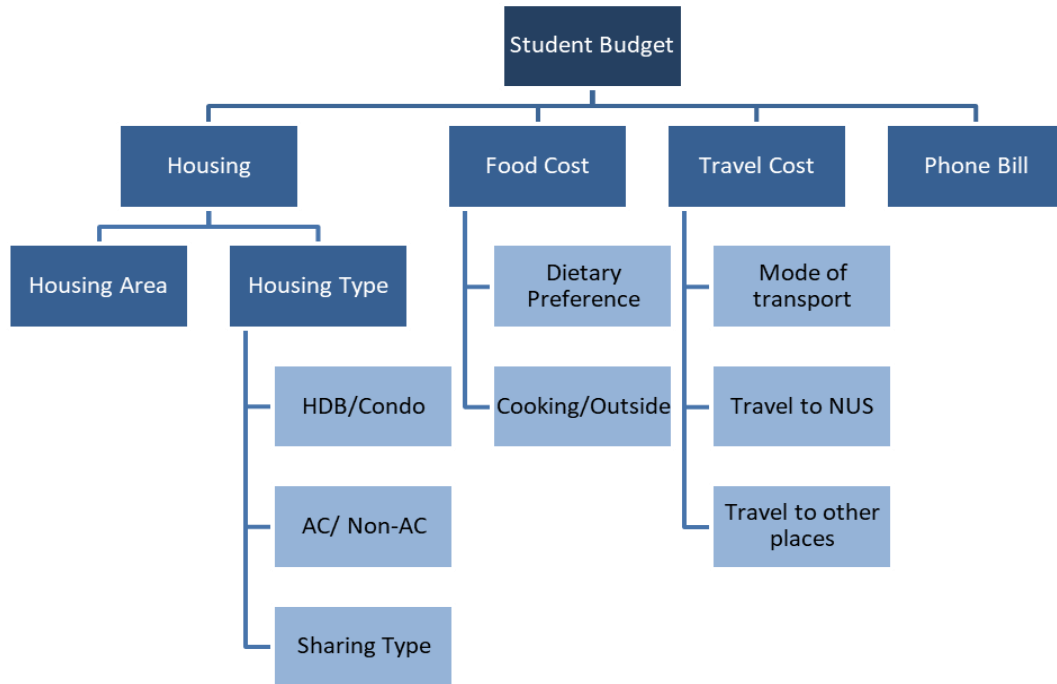 Student Budget
Housing
Food Cost
Travel Cost
Phone Bill
Housing Area
Housing Type
Dietary
Preference
Mode of
transport
HDB/Condo
Cooking/Outside
Travel to NUS
AC/ Non-AC
Travel to other
places
Sharing Type